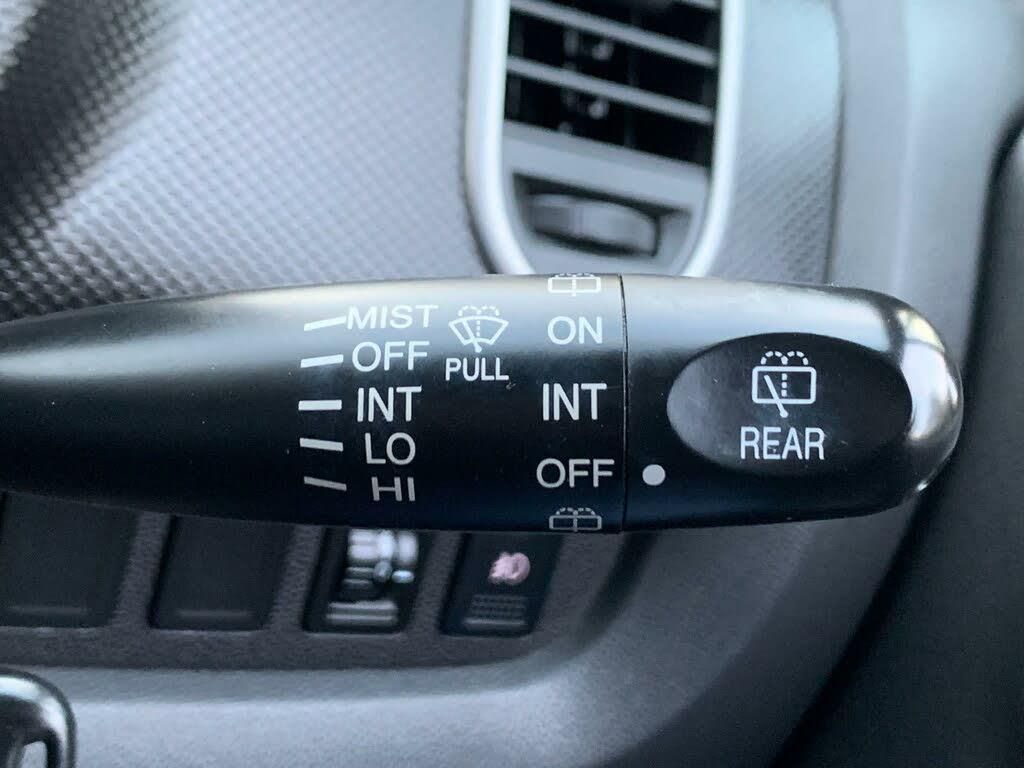 MIST
OFF
INT
LO
HI
PULL
ON
INT
OFF
REAR